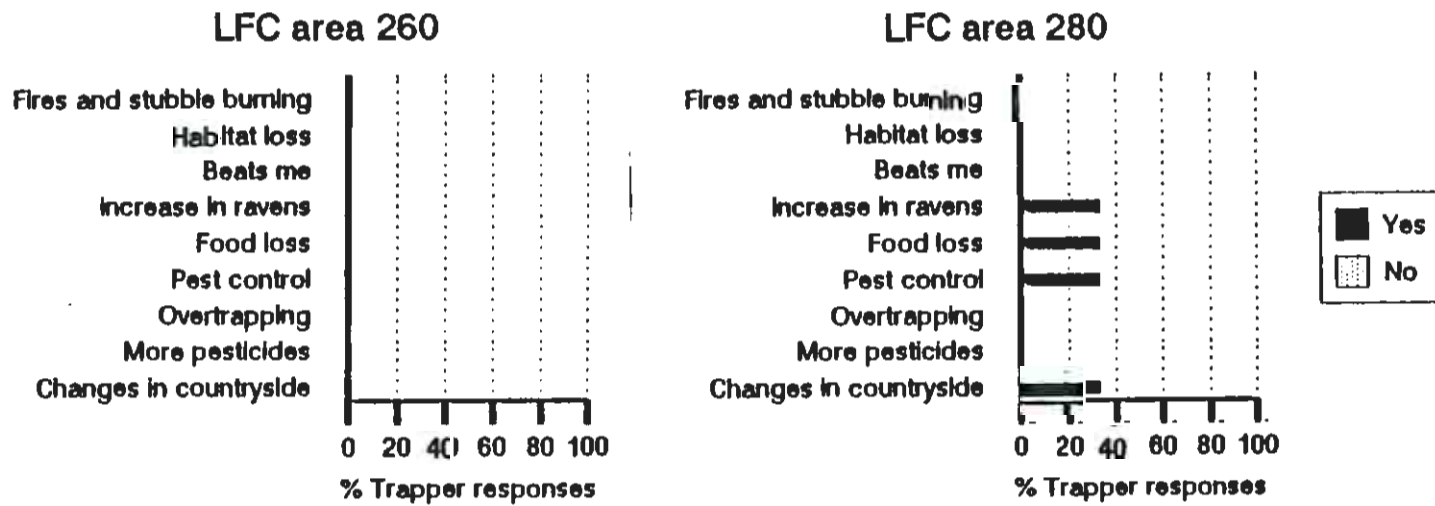 LFC area 260
Fires and stubble burning
Habitat loss
Beats me
Increase in ravens
Food loss
Pest control
Overtrapping
More pesticides
Changes in countryside
0 20 40 60 80 100
% Trapper responses
LFC area 280
Fires and stubble burning
Habitat loss
Beats me
Increase in ravens
Food loss
Pest control
Overtrapping
More pesticides
Changes in countryside
0 20 40 60 80 100
% Trapper responses
Yes
No